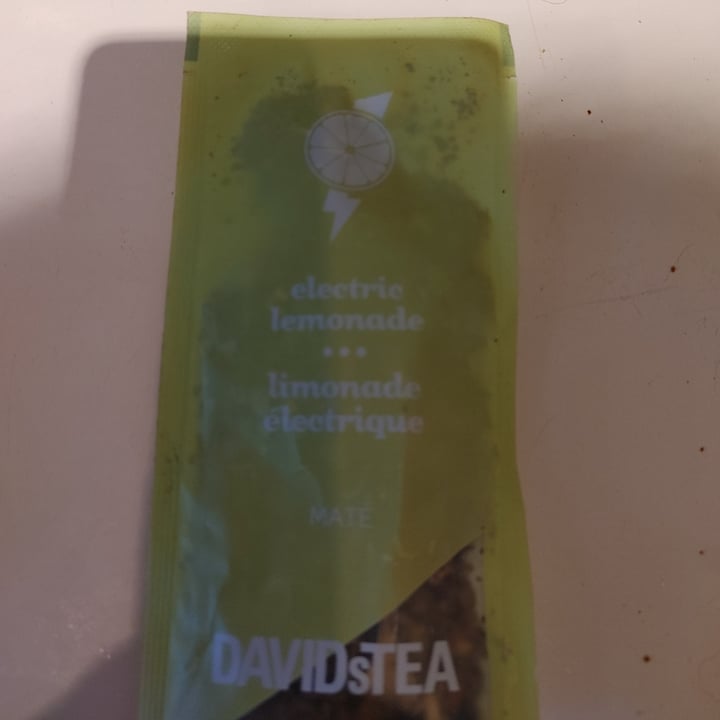 electric
lemonade
•••
limonade
électrique
MATÉ
DAVIDsTEA